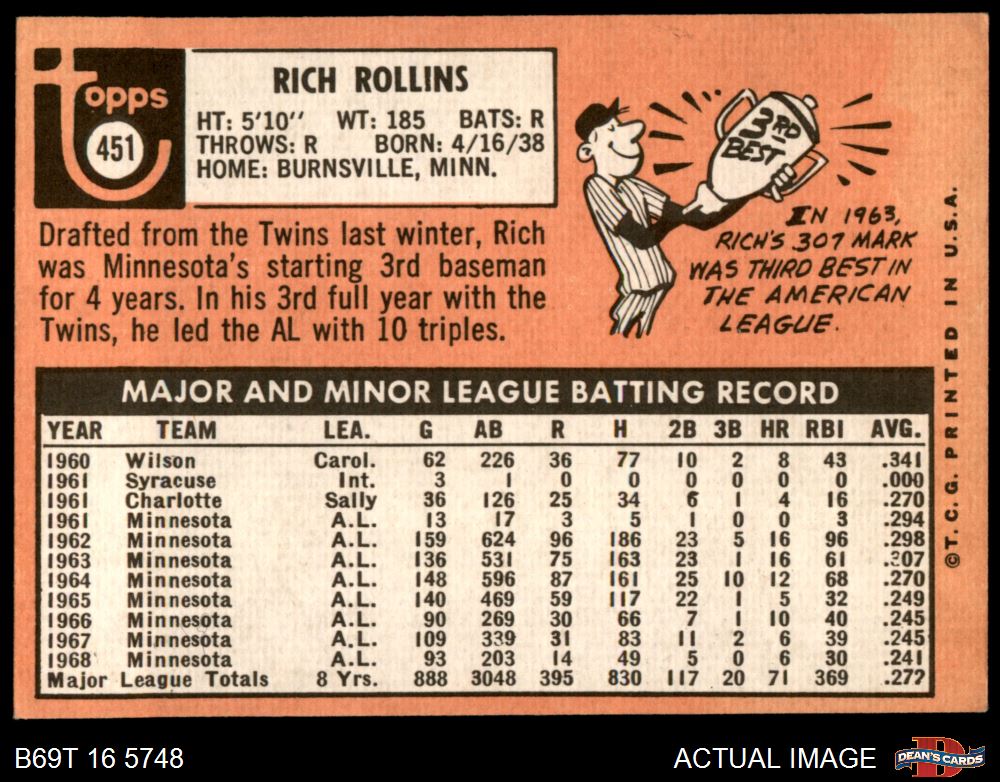 Topps
451
RICH ROLLINS
HT: 5'10'' WT: 185 BATS: R
THROWS: R BORN: 4/16/38
HOME: BURNSVILLE, MINN.
Drafted from the Twins last winter, Rich
was Minnesota's starting 3rd baseman
for 4 years. In his 3rd full year with the
Twins, he led the AL with 10 triples.
3RD
BEST
IN 1963,
RICH'S 307 MARK
WAS THIRD BEST IN
THE AMERICAN
LEAGUE.
©T.C.G. PRINTED IN U.S.A.
MAJOR AND MINOR LEAGUE BATTING RECORD
YEAR TEAM LEA. G AB R H 2B 3B HR RBI AVG.
1960 Wilson Carol. 62 226 36 77 10 2 8 43 .341
1961 Syracuse Int. 3 1 0 0 0 0 0 0 .000
1961 Charlotte Sally 36 126 25 34 6 1 4 16 .270
1961 Minnesota A.L. 13 17 3 5 1 0 0 3 .294
1962 Minnesota A.L. 159 624 96 186 23 5 16 96 .298
1963 Minnesota A.L. 136 531 75 163 23 1 16 61 .307
1964 Minnesota A.L. 148 596 87 161 25 10 12 68 .270
1965 Minnesota A.L. 140 469 59 117 22 1 5 32 .249
1966 Minnesota A.L. 90 269 30 66 7 1 10 40 .245
1967 Minnesota A.L. 109 339 31 83 11 2 6 39 .245
1968 Minnesota A.L. 93 203 14 49 5 0 6 30 .241
Major League Totals 8 Yrs. 888 3048 395 830 117 20 71 369 .272
B69T 16 5748
ACTUAL IMAGE
DEAN'S CARDS